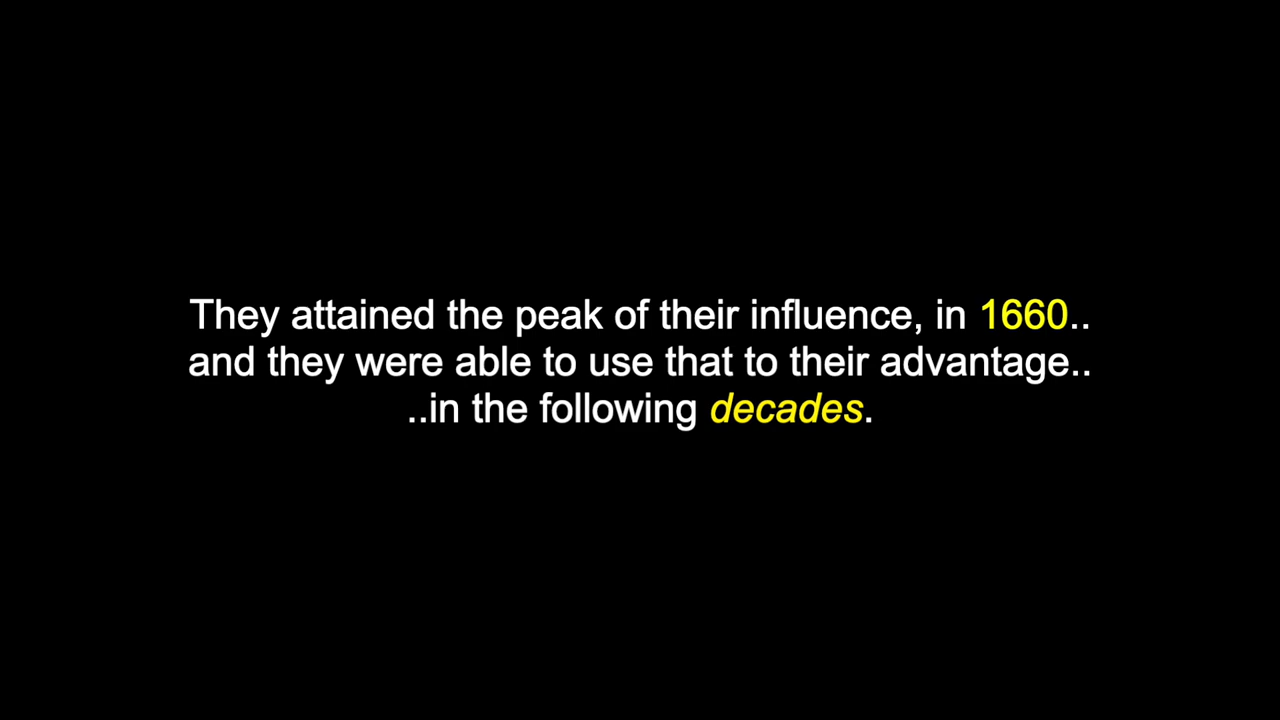 They attained the peak of their influence, in 1660..
and they were able to use that to their advantage..
..in the following decades.